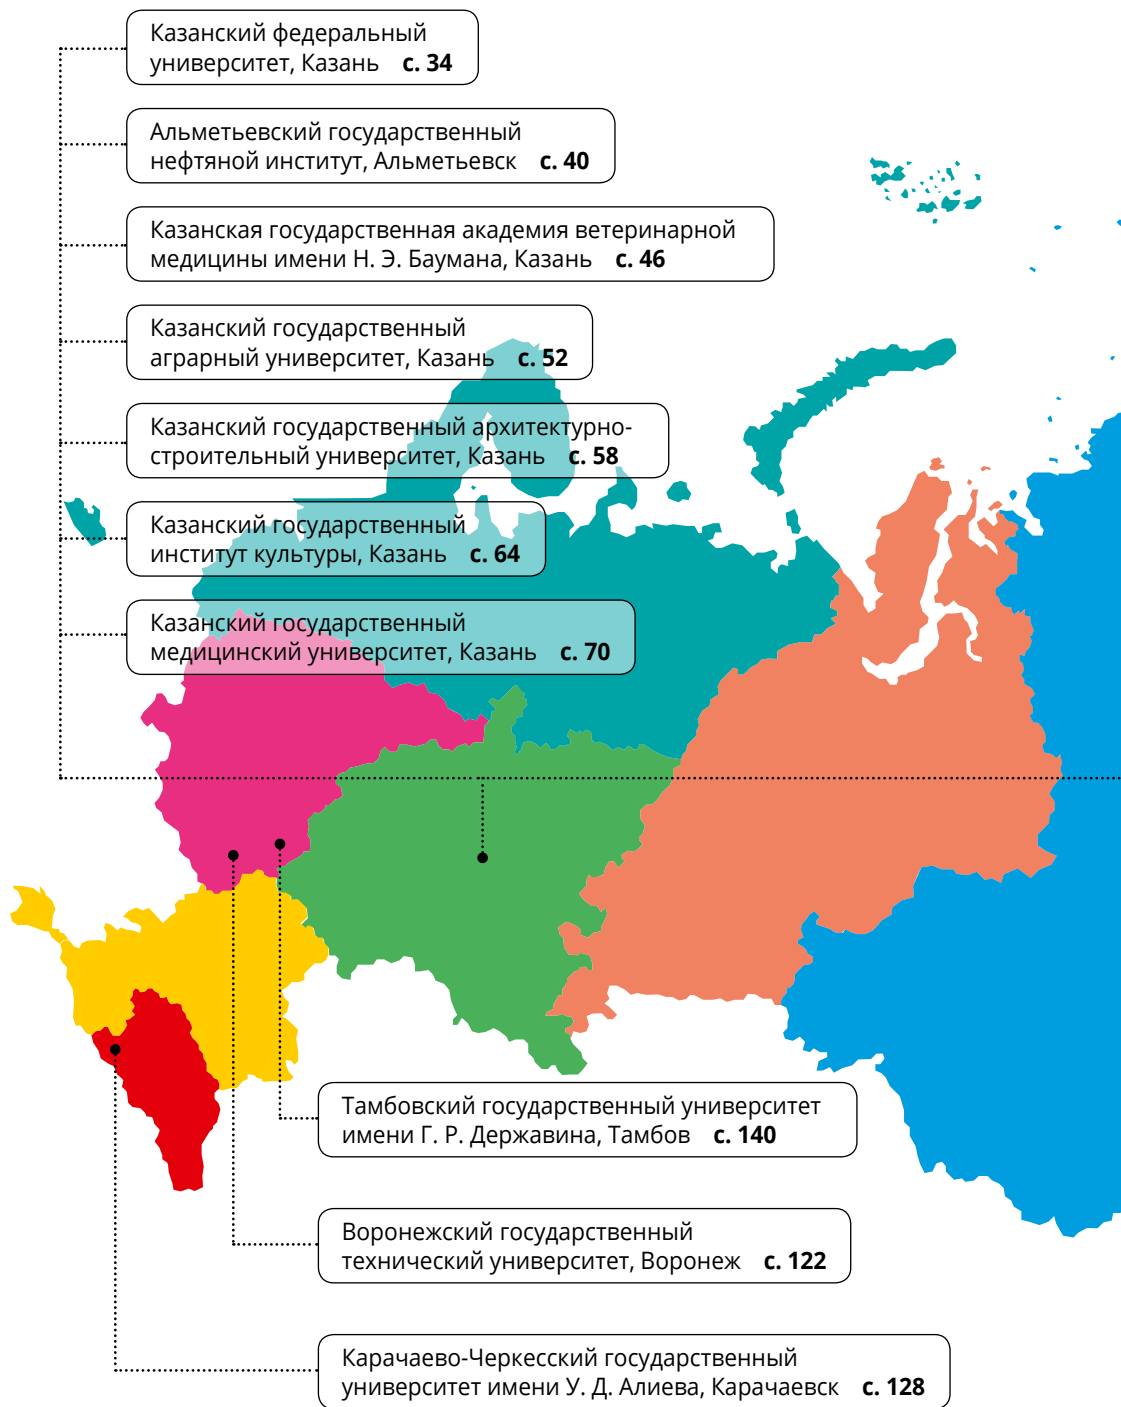 Казанский федеральный
университет, Казань с. 34
Альметьевский государственный
нефтяной институт, Альметьевск с. 40
Казанская государственная академия ветеринарной
медицины имени Н. Э. Баумана, Казань с. 46
Казанский государственный
аграрный университет, Казань с. 52
Казанский государственный архитектурно-
строительный университет, Казань с. 58
Казанский государственный
институт культуры, Казань с. 64
Казанский государственный
медицинский университет, Казань с. 70
Тамбовский государственный университет
имени Г. Р. Державина, Тамбов с. 140
Воронежский государственный
технический университет, Воронеж с. 122
Карачаево-Черкесский государственный
университет имени У. Д. Алиева, Карачаевск с. 128